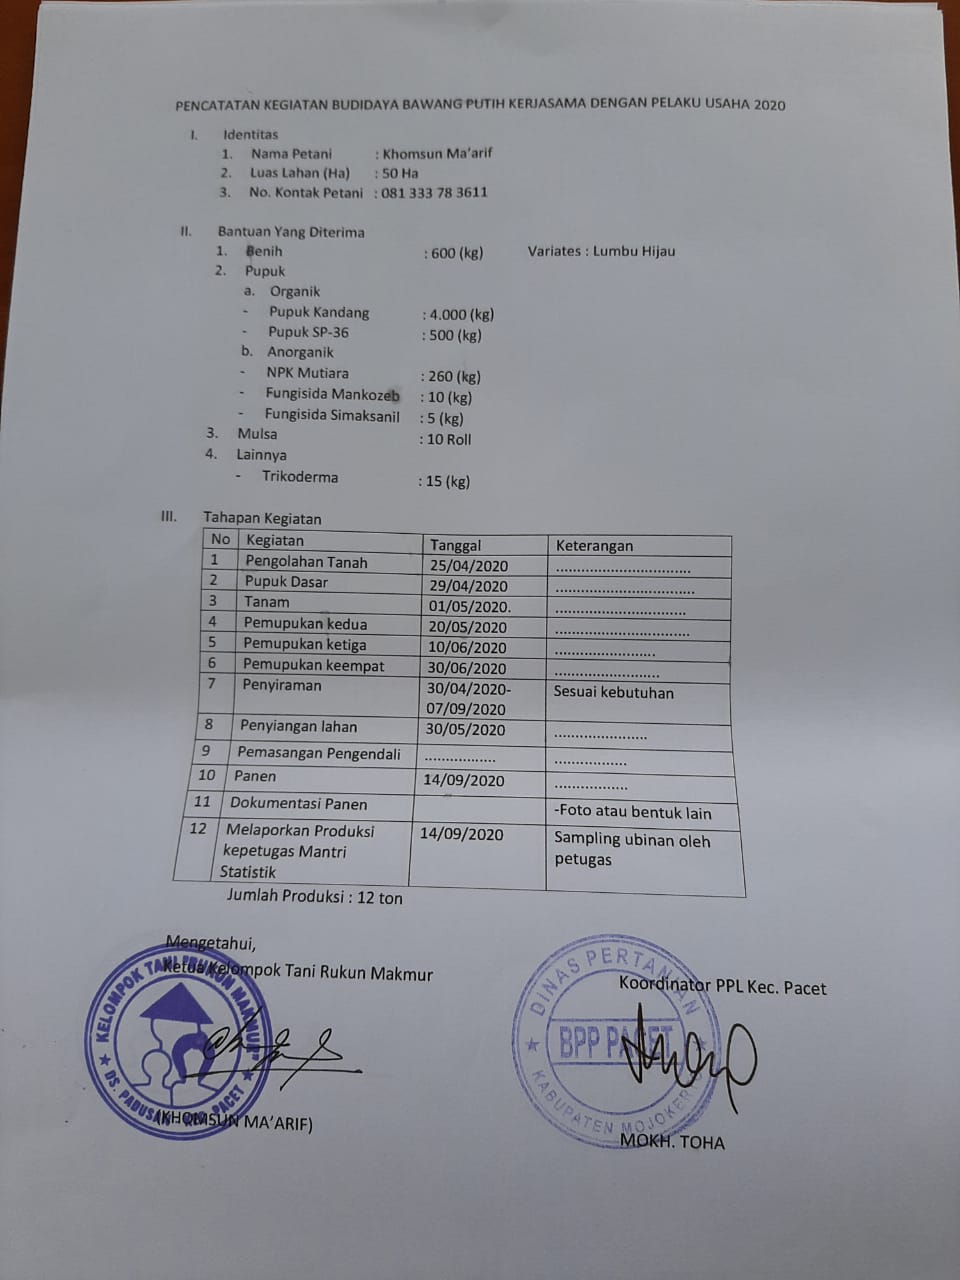 PENCATATAN KEGIATAN BUDIDAYA BAWANG PUTIH KERJASAMA DENGAN PELAKU USAHA 2020
I. Identitas
1. Nama Petani : Khomsun Ma'arif
2. Luas Lahan (Ha) : 50 Ha
3. No. Kontak Petani : 081 333 78 3611
II. Bantuan Yang Diterima
1. Benih : 600 (kg) Variates : Lumbu Hijau
2. Pupuk
a. Organik
- Pupuk Kandang : 4.000 (kg)
- Pupuk SP-36 : 500 (kg)
b. Anorganik
- NPK Mutiara : 260 (kg)
- Fungisida Mankozeb : 10 (kg)
- Fungisida Simaksanil : 5 (kg)
3. Mulsa : 10 Roll
4. Lainnya
- Trikoderma : 15 (kg)
III. Tahapan Kegiatan
No Kegiatan Tanggal Keterangan
1 Pengolahan Tanah 25/04/2020 ................................
2 Pupuk Dasar 29/04/2020 ................................
3 Tanam 01/05/2020. ...............................
4 Pemupukan kedua 20/05/2020 ................................
5 Pemupukan ketiga 10/06/2020 ........................
6 Pemupukan keempat 30/06/2020 .........................
7 Penyiraman 30/04/2020- Sesuai kebutuhan
07/09/2020
8 Penyiangan lahan 30/05/2020 ......................
9 Pemasangan Pengendali ................. .................
10 Panen 14/09/2020 .................
11 Dokumentasi Panen -Foto atau bentuk lain
12 Melaporkan Produksi 14/09/2020 Sampling ubinan oleh
kepetugas Mantri petugas
Statistik
Jumlah Produksi : 12 ton
Mengetahui,
Ketua Kelompok Tani Rukun Makmur
Koordinator PPL Kec. Pacet
KELOMPOK TANI "RUKUN MAKMUR"
DS. PADUSAN KEC. PACET
DINAS PERTANIAN
BPP PACET
KABUPATEN MOJOKERTO
(KHOMSUN MA'ARIF)
MOKH. TOHA